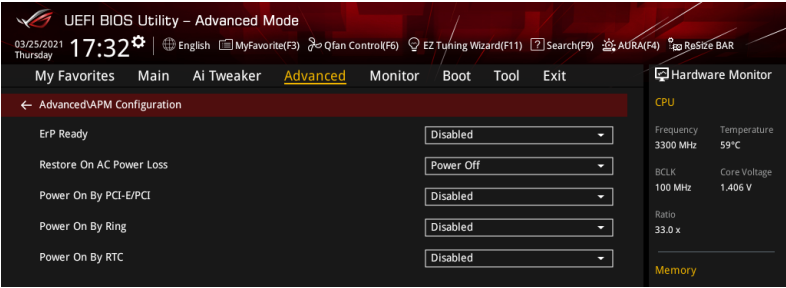 UEFI BIOS Utility – Advanced Mode
03/25/2021 Thursday 17:32 English MyFavorite(F3) Qfan Control(F6) EZ Tuning Wizard(F11) Search(F9) AURA(F4) ReSize BAR
My Favorites Main Ai Tweaker Advanced Monitor Boot Tool Exit
Hardware Monitor
Advanced\APM Configuration
ErP Ready Disabled
Restore On AC Power Loss Power Off
Power On By PCI-E/PCI Disabled
Power On By Ring Disabled
Power On By RTC Disabled
CPU
Frequency Temperature
3300 MHz 59°C
BCLK Core Voltage
100 MHz 1.406 V
Ratio
33.0 x
Memory